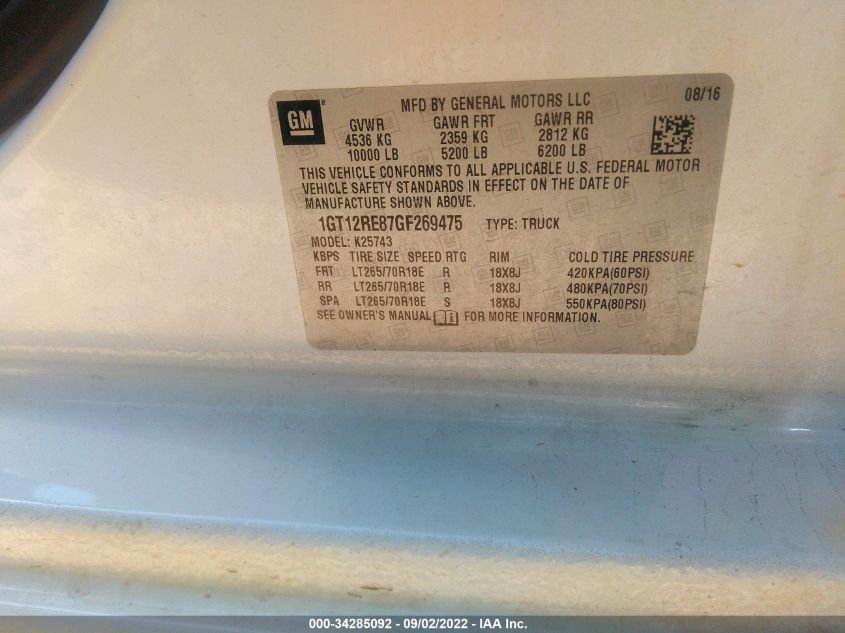 GM ®
MFD BY GENERAL MOTORS LLC 08/16
GVWR GAWR FRT GAWR RR
4536 KG 2359 KG 2812 KG
10000 LB 5200 LB 6200 LB
THIS VEHICLE CONFORMS TO ALL APPLICABLE U.S. FEDERAL MOTOR
VEHICLE SAFETY STANDARDS IN EFFECT ON THE DATE OF
MANUFACTURE SHOWN ABOVE.
1GT12RE87GF269475 TYPE: TRUCK
MODEL: K25743
KBPS TIRE SIZE SPEED RTG RIM COLD TIRE PRESSURE
FRT LT265/70R18E R 18X8J 420KPA(60PSI)
RR LT265/70R18E R 18X8J 480KPA(70PSI)
SPA LT265/70R18E S 18X8J 550KPA(80PSI)
SEE OWNER'S MANUAL i FOR MORE INFORMATION.
000-34285092 - 09/02/2022 - IAA Inc.